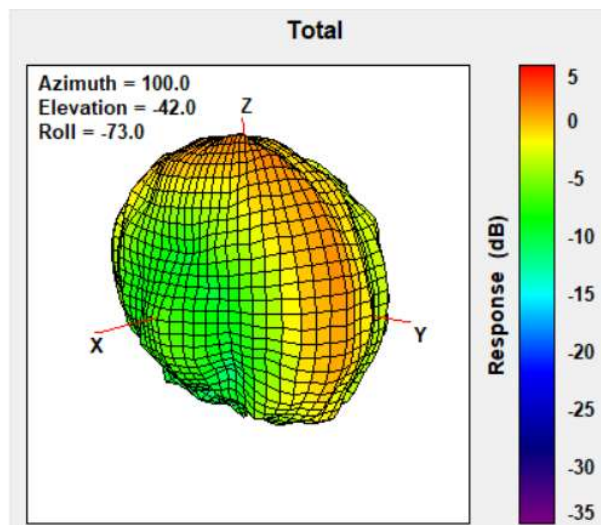 Total
Azimuth = 100.0
Elevation = -42.0
Roll = -73.0
Z
X
Y
Response (dB)
5
0
-5
-10
-15
-20
-25
-30
-35